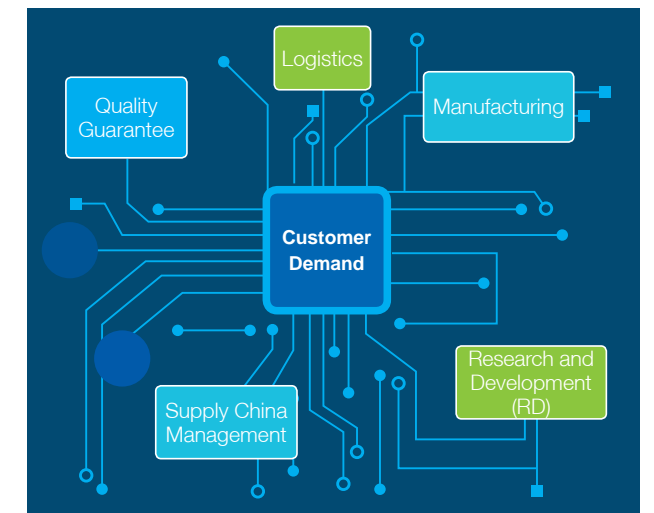 Logistics
Quality
Guarantee
Manufacturing
Customer
Demand
Research and
Development
(RD)
Supply China
Management